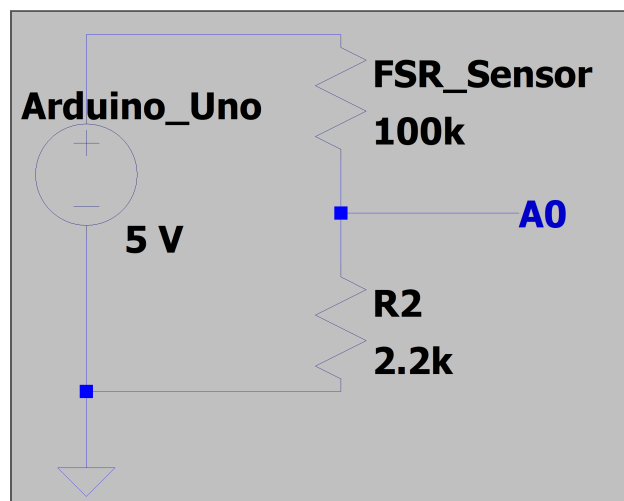 FSR_Sensor
100k
Arduino_Uno
5 V
A0
R2
2.2k